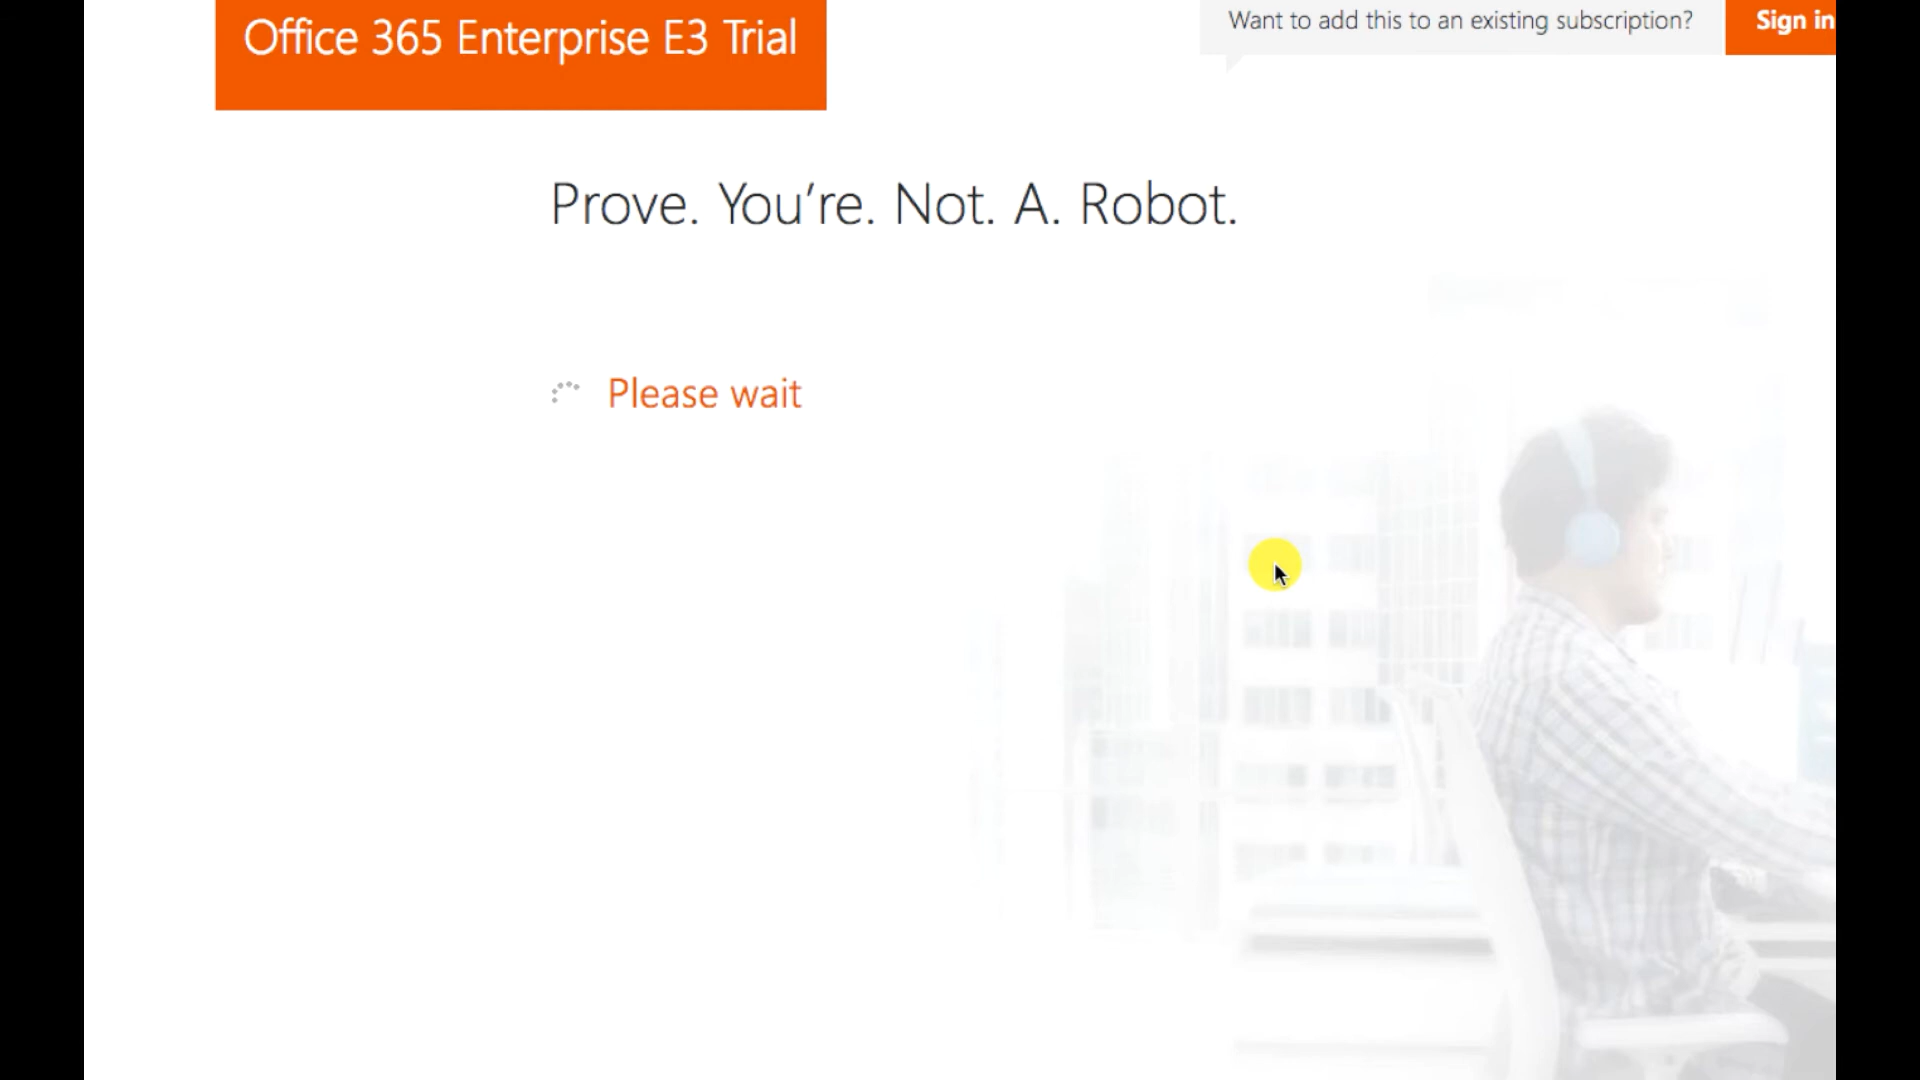 Office 365 Enterprise E3 Trial
Want to add this to an existing subscription?
Sign in
Prove. You're. Not. A. Robot.
Please wait